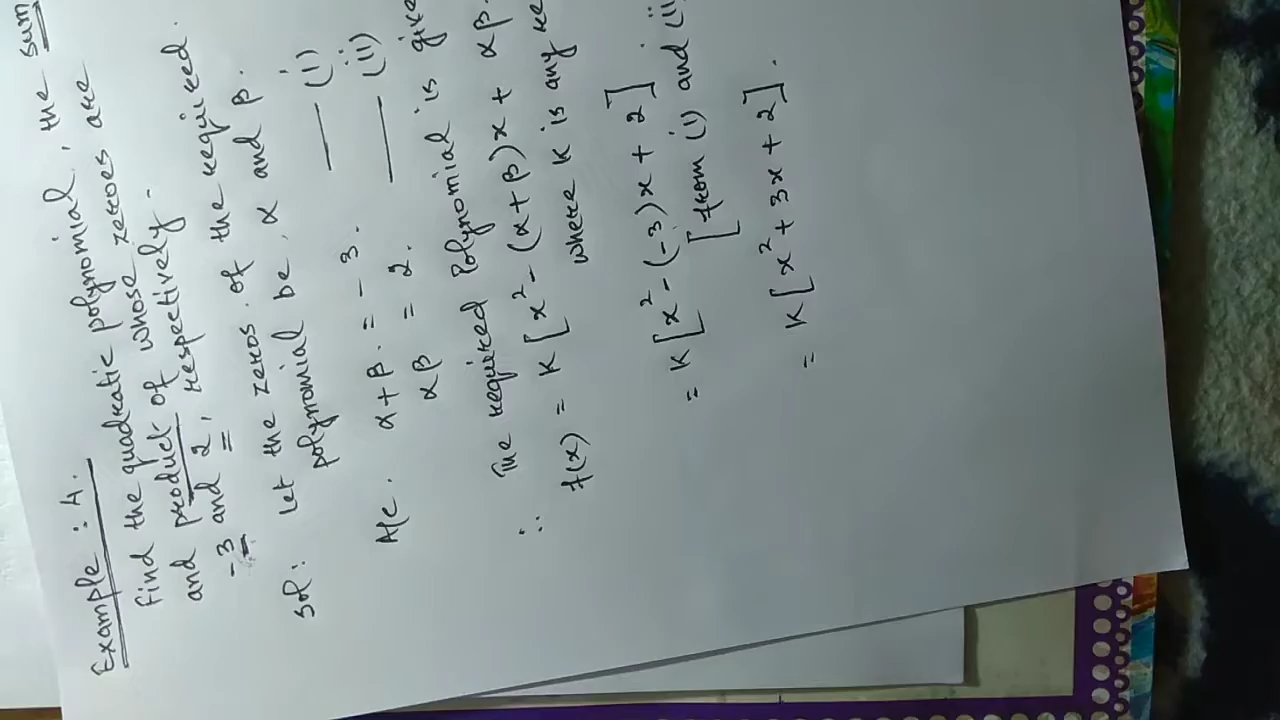 Example : 4.
Find the quadratic polynomial, the sum
and product of whose zeroes are
-3 and 2, respectively.
Sol: Let the zeros of the required
polynomial be, α and β.
A/c. α+β = -3. — (i)
αβ = 2. — (ii)
∴ The required Polynomial is
f(x) = K[x² - (α+β)x + αβ
where K is any
= K[x² - (-3)x + 2].
[from (i) and (ii)
= K[x² + 3x + 2].